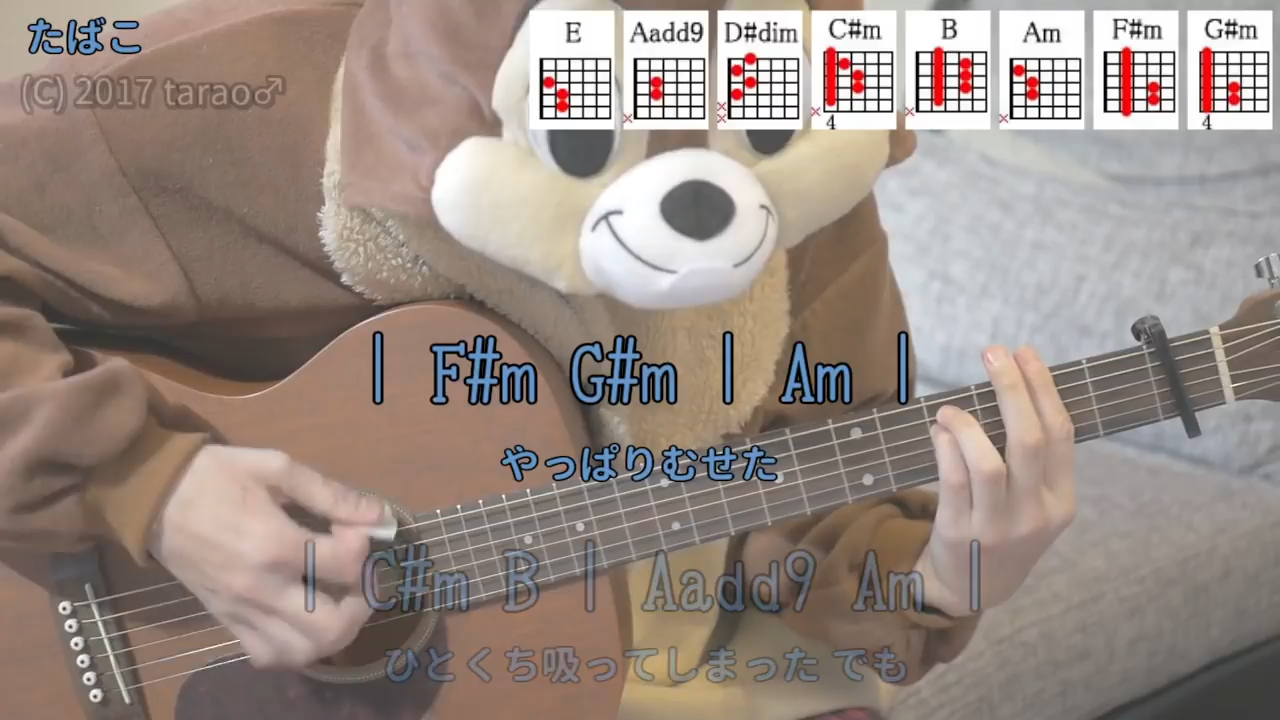 たばこ
(C) 2017 tarao♂
E Aadd9 D#dim C#m B Am F#m G#m
4 4
| F#m G#m | Am |
やっぱりむせた
| C#m B | Aadd9 Am |
ひとくち吸ってしまった でも